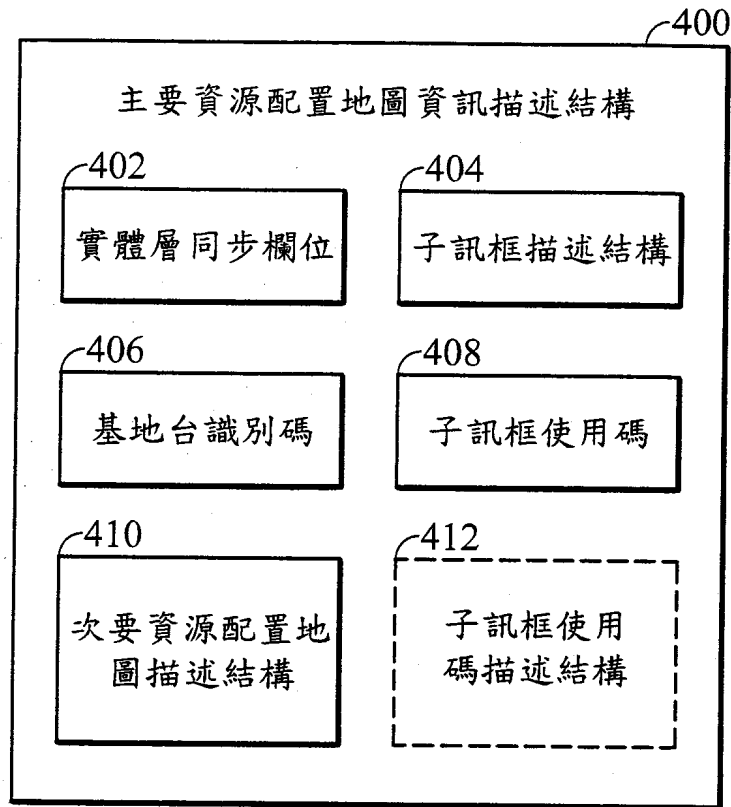 400
主要資源配置地圖資訊描述結構
402
實體層同步欄位
404
子訊框描述結構
406
基地台識別碼
408
子訊框使用碼
410
次要資源配置地
圖描述結構
412
子訊框使用
碼描述結構